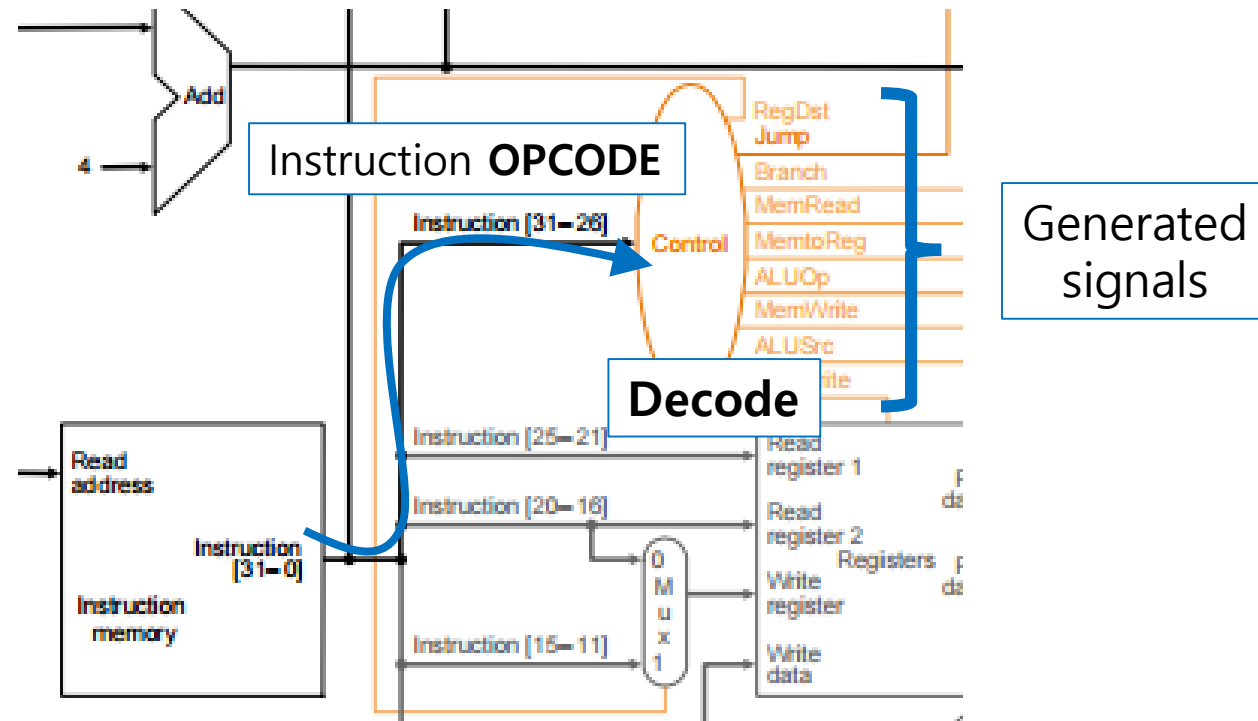 Add
4
Instruction OPCODE
Instruction [31–26]
Control
RegDst
Jump
Branch
MemRead
MemtoReg
ALUOp
MemWrite
ALUSrc
Generated
signals
Decode
Read
address
Instruction
[31–0]
Instruction
memory
Instruction [25–21]
Instruction [20–16]
Instruction [15–11]
0
M
u
x
1
Read
register 1
Read
register 2
Registers
Write
register
Write
data